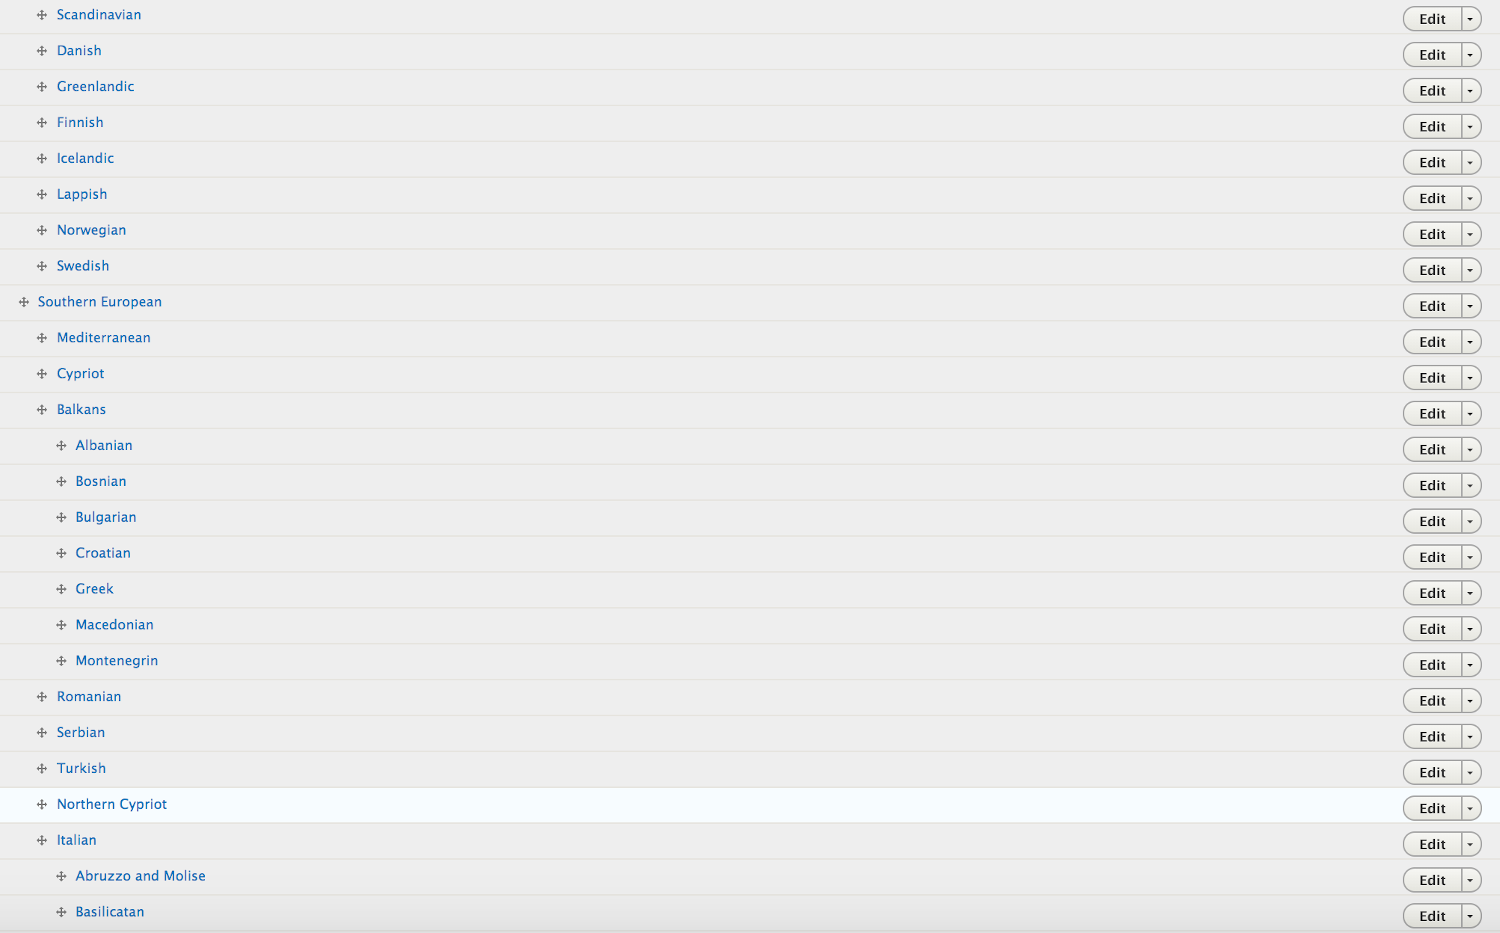 Scandinavian Edit
Danish Edit
Greenlandic Edit
Finnish Edit
Icelandic Edit
Lappish Edit
Norwegian Edit
Swedish Edit
Southern European Edit
Mediterranean Edit
Cypriot Edit
Balkans Edit
Albanian Edit
Bosnian Edit
Bulgarian Edit
Croatian Edit
Greek Edit
Macedonian Edit
Montenegrin Edit
Romanian Edit
Serbian Edit
Turkish Edit
Northern Cypriot Edit
Italian Edit
Abruzzo and Molise Edit
Basilicatan Edit